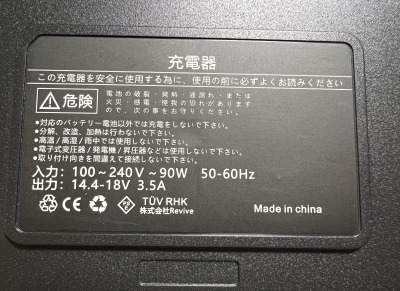 充電器
この充電器を安全に使用する為に、使用の前に必ずよくお読みください
危険
電池の破裂・発熱・液漏れ・または
火災・感電・怪我の恐れがあります
ので、次の事をお守りください。
●対応のバッテリー電池以外では充電をしないで下さい。
●分解、改造、加熱は行わないで下さい。
●高温/高湿/雨中では使用しないで下さい。
●電子式変圧器/発電機/昇圧器などは使用しないで下さい。
●取り付け向きを間違えて接続しないで下さい。
入力：100～240V～90W 50-60Hz
出力：14.4-18V 3.5A
TÜV RHK
株式会社Revive
Made in china